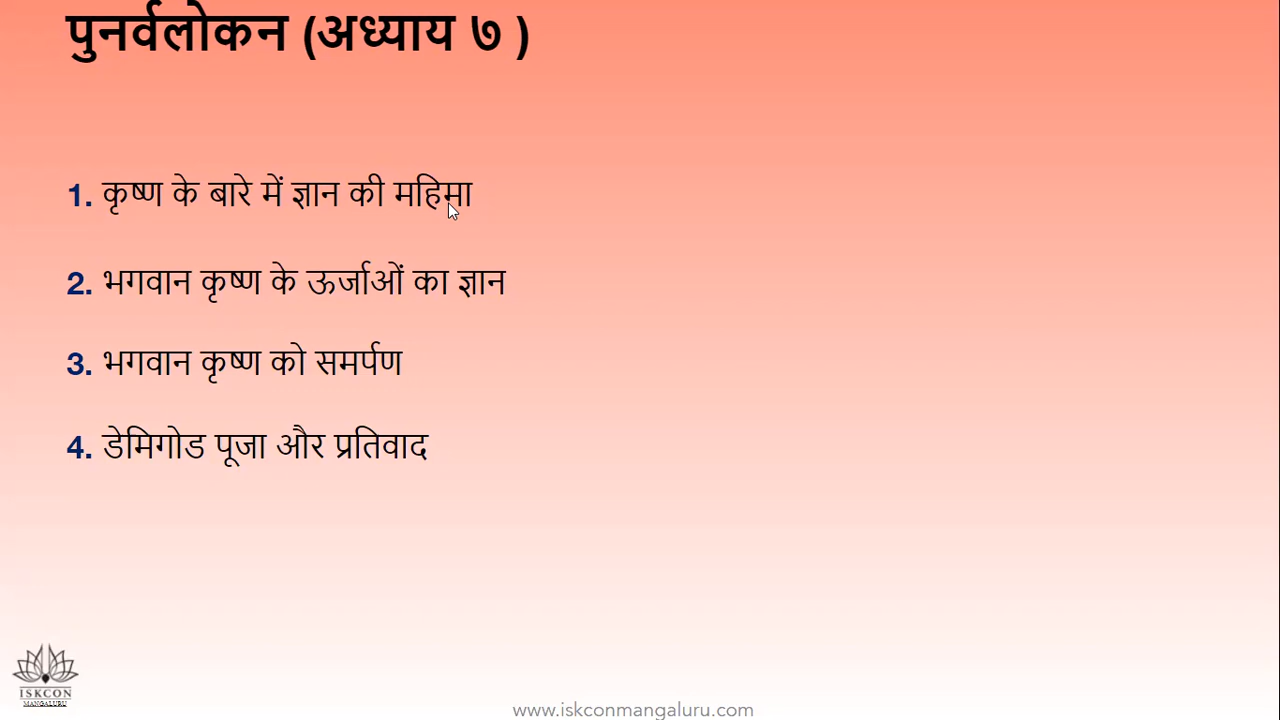 पुनर्वलोकन (अध्याय ७ )
1. कृष्ण के बारे में ज्ञान की महिमा
2. भगवान कृष्ण के ऊर्जाओं का ज्ञान
3. भगवान कृष्ण को समर्पण
4. डेमिगोड पूजा और प्रतिवाद
ISKCON
MANGALURU
www.iskconmangaluru.com